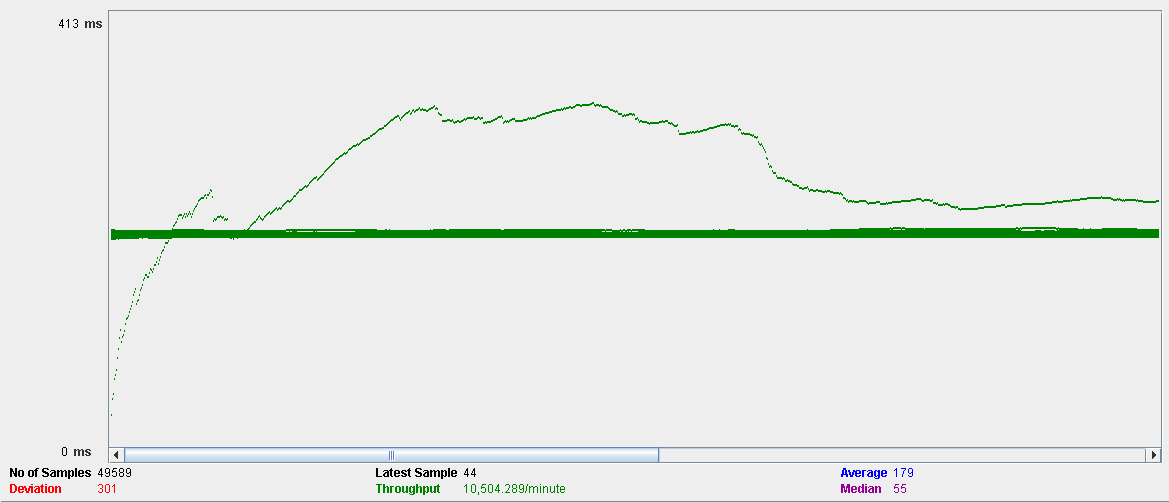 413 ms
0 ms
No of Samples 49589 Latest Sample 44 Average 179
Deviation 301 Throughput 10,504.289/minute Median 55